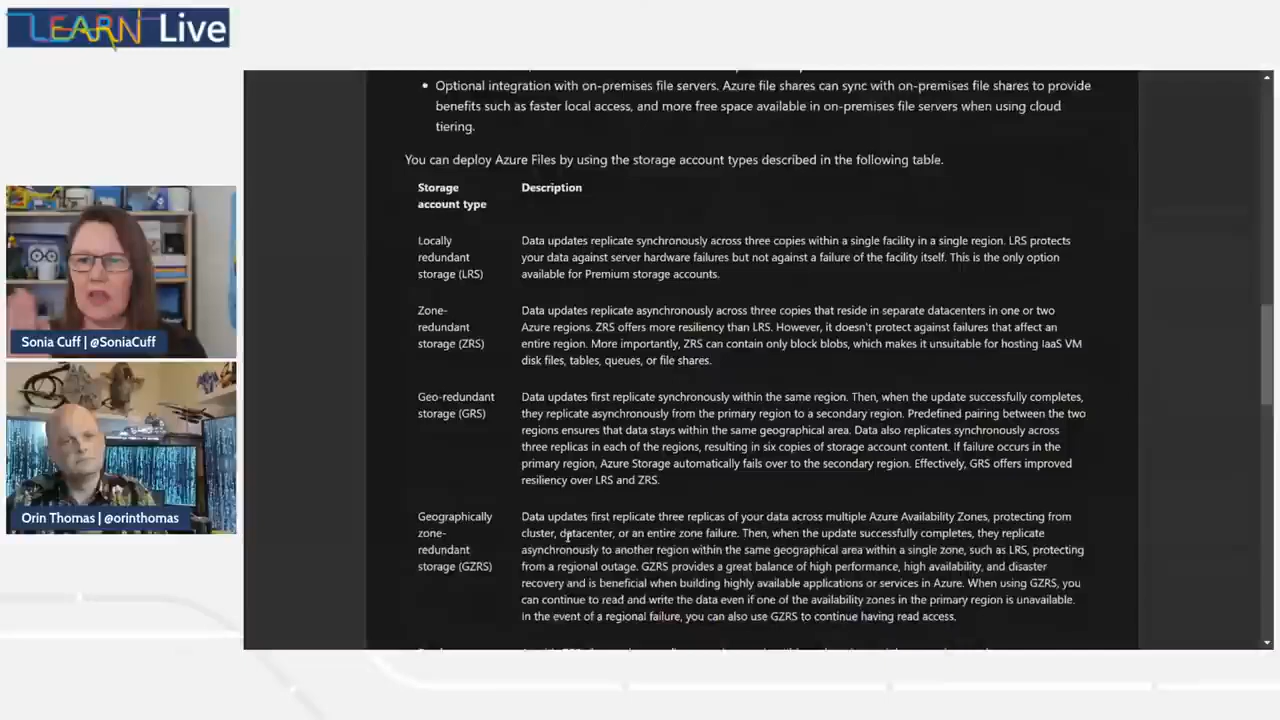 LEARN Live
Optional integration with on-premises file servers. Azure file shares can sync with on-premises file shares to provide
benefits such as faster local access, and more free space available in on-premises file servers when using cloud
tiering.
You can deploy Azure Files by using the storage account types described in the following table.
Storage
account type
Description
Locally
redundant
storage (LRS)
Data updates replicate synchronously across three copies within a single facility in a single region. LRS protects
your data against server hardware failures but not against a failure of the facility itself. This is the only option
available for Premium storage accounts.
Zone-
redundant
storage (ZRS)
Data updates replicate asynchronously across three copies that reside in separate datacenters in one or two
Azure regions. ZRS offers more resiliency than LRS. However, it doesn't protect against failures that affect an
entire region. More importantly, ZRS can contain only block blobs, which makes it unsuitable for hosting IaaS VM
disk files, tables, queues, or file shares.
Geo-redundant
storage (GRS)
Data updates first replicate synchronously within the same region. Then, when the update successfully completes,
they replicate asynchronously from the primary region to a secondary region. Predefined pairing between the two
regions ensures that data stays within the same geographical area. Data also replicates synchronously across
three replicas in each of the regions, resulting in six copies of storage account content. If failure occurs in the
primary region, Azure Storage automatically fails over to the secondary region. Effectively, GRS offers improved
resiliency over LRS and ZRS.
Geographically
zone-
redundant
storage (GZRS)
Data updates first replicate three replicas of your data across multiple Azure Availability Zones, protecting from
cluster, datacenter, or an entire zone failure. Then, when the update successfully completes, they replicate
asynchronously to another region within the same geographical area within a single zone, such as LRS, protecting
from a regional outage. GZRS provides a great balance of high performance, high availability, and disaster
recovery and is beneficial when building highly available applications or services in Azure. When using GZRS, you
can continue to read and write the data even if one of the availability zones in the primary region is unavailable.
In the event of a regional failure, you can also use GZRS to continue having read access.
Sonia Cuff | @SoniaCuff
Orin Thomas | @orinthomas